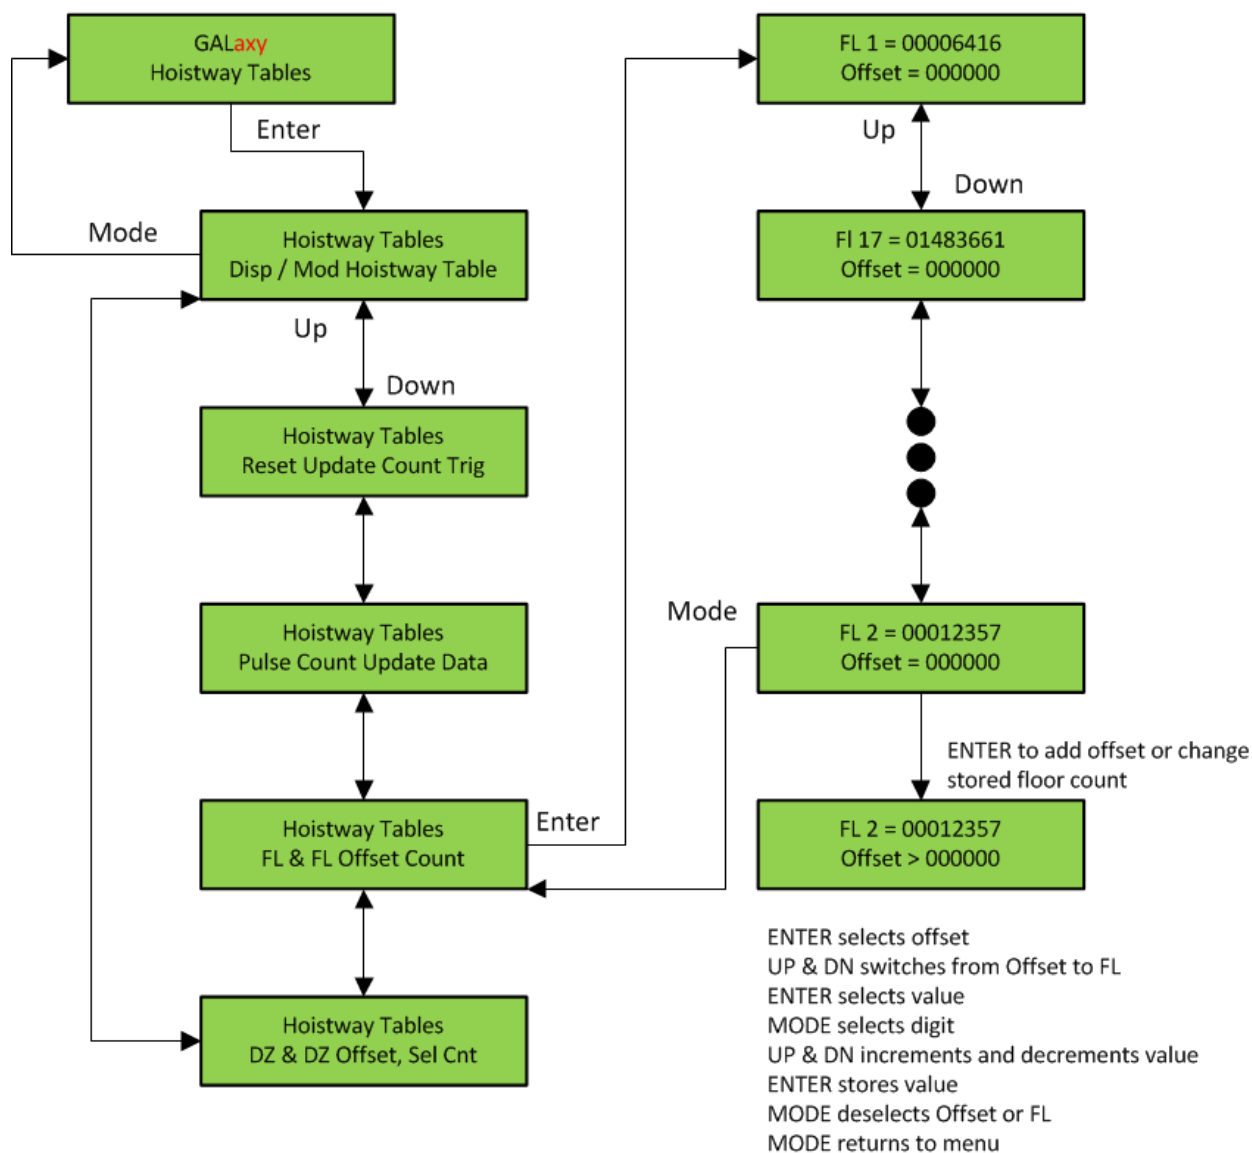 GALaxy
Hoistway Tables
Enter
Mode
Hoistway Tables
Disp / Mod Hoistway Table
Up
Down
Hoistway Tables
Reset Update Count Trig
Hoistway Tables
Pulse Count Update Data
Hoistway Tables
FL & FL Offset Count
Enter
Hoistway Tables
DZ & DZ Offset, Sel Cnt
FL 1 = 00006416
Offset = 000000
Up
Down
Fl 17 = 01483661
Offset = 000000
Mode
FL 2 = 00012357
Offset = 000000
ENTER to add offset or change
stored floor count
FL 2 = 00012357
Offset > 000000
ENTER selects offset
UP & DN switches from Offset to FL
ENTER selects value
MODE selects digit
UP & DN increments and decrements value
ENTER stores value
MODE deselects Offset or FL
MODE returns to menu